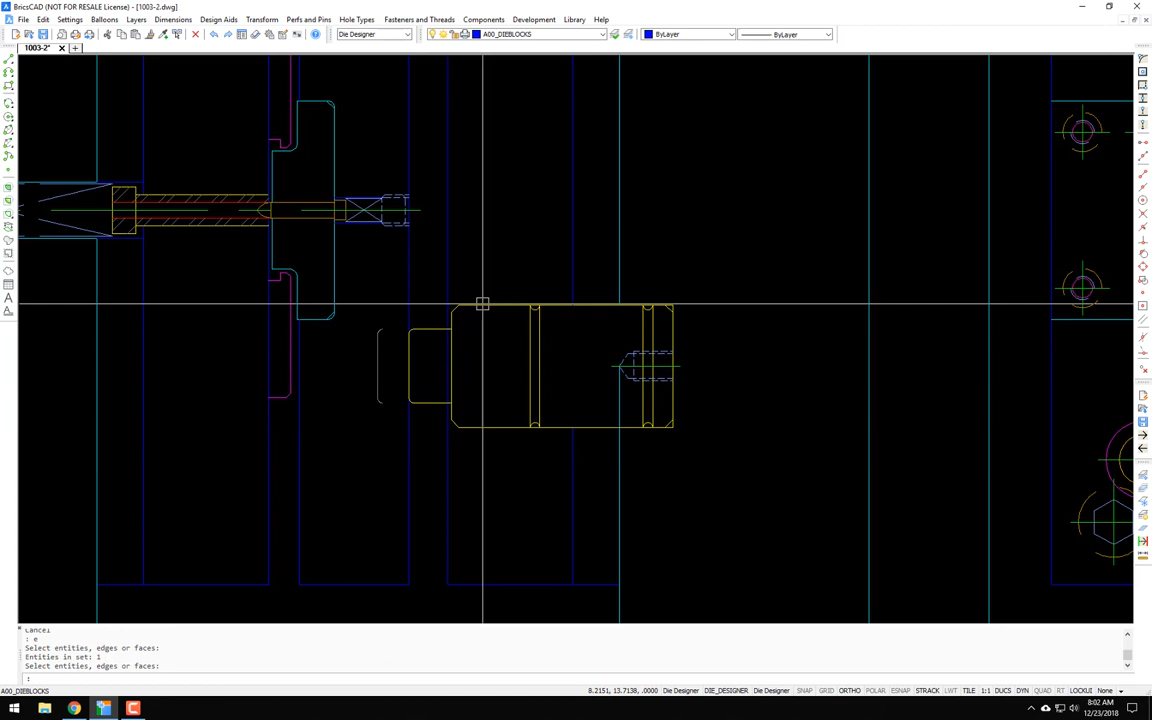 BricsCAD (NOT FOR RESALE License) - [1003-2.dwg]
File Edit Settings Balloons Layers Dimensions Design Aids Transform Perfs and Pins Hole Types Fasteners and Threads Components Development Library Help
Die Designer A00_DIEBLOCKS ByLayer ByLayer
1003-2*
Cancel
: e
Select entities, edges or faces:
Entities in set: 1
Select entities, edges or faces:
:
A00_DIEBLOCKS 8.2151, 13.7138, .0000 Die Designer DIE_DESIGNER Die Designer SNAP GRID ORTHO POLAR ESNAP STRACK LWT TILE 1:1 DUCS DYN QUAD RT LOCKUI None
8:02 AM
12/23/2018